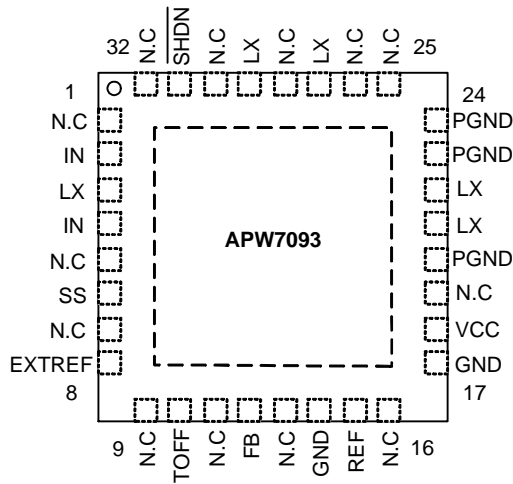 32 N.C S̅H̅D̅N̅ N.C LX N.C LX N.C N.C 25
1
24
N.C
PGND
IN
PGND
LX
LX
IN
APW7093
LX
N.C
PGND
SS
N.C
N.C
VCC
EXTREF
GND
8
17
9 N.C TOFF N.C FB N.C GND REF N.C 16